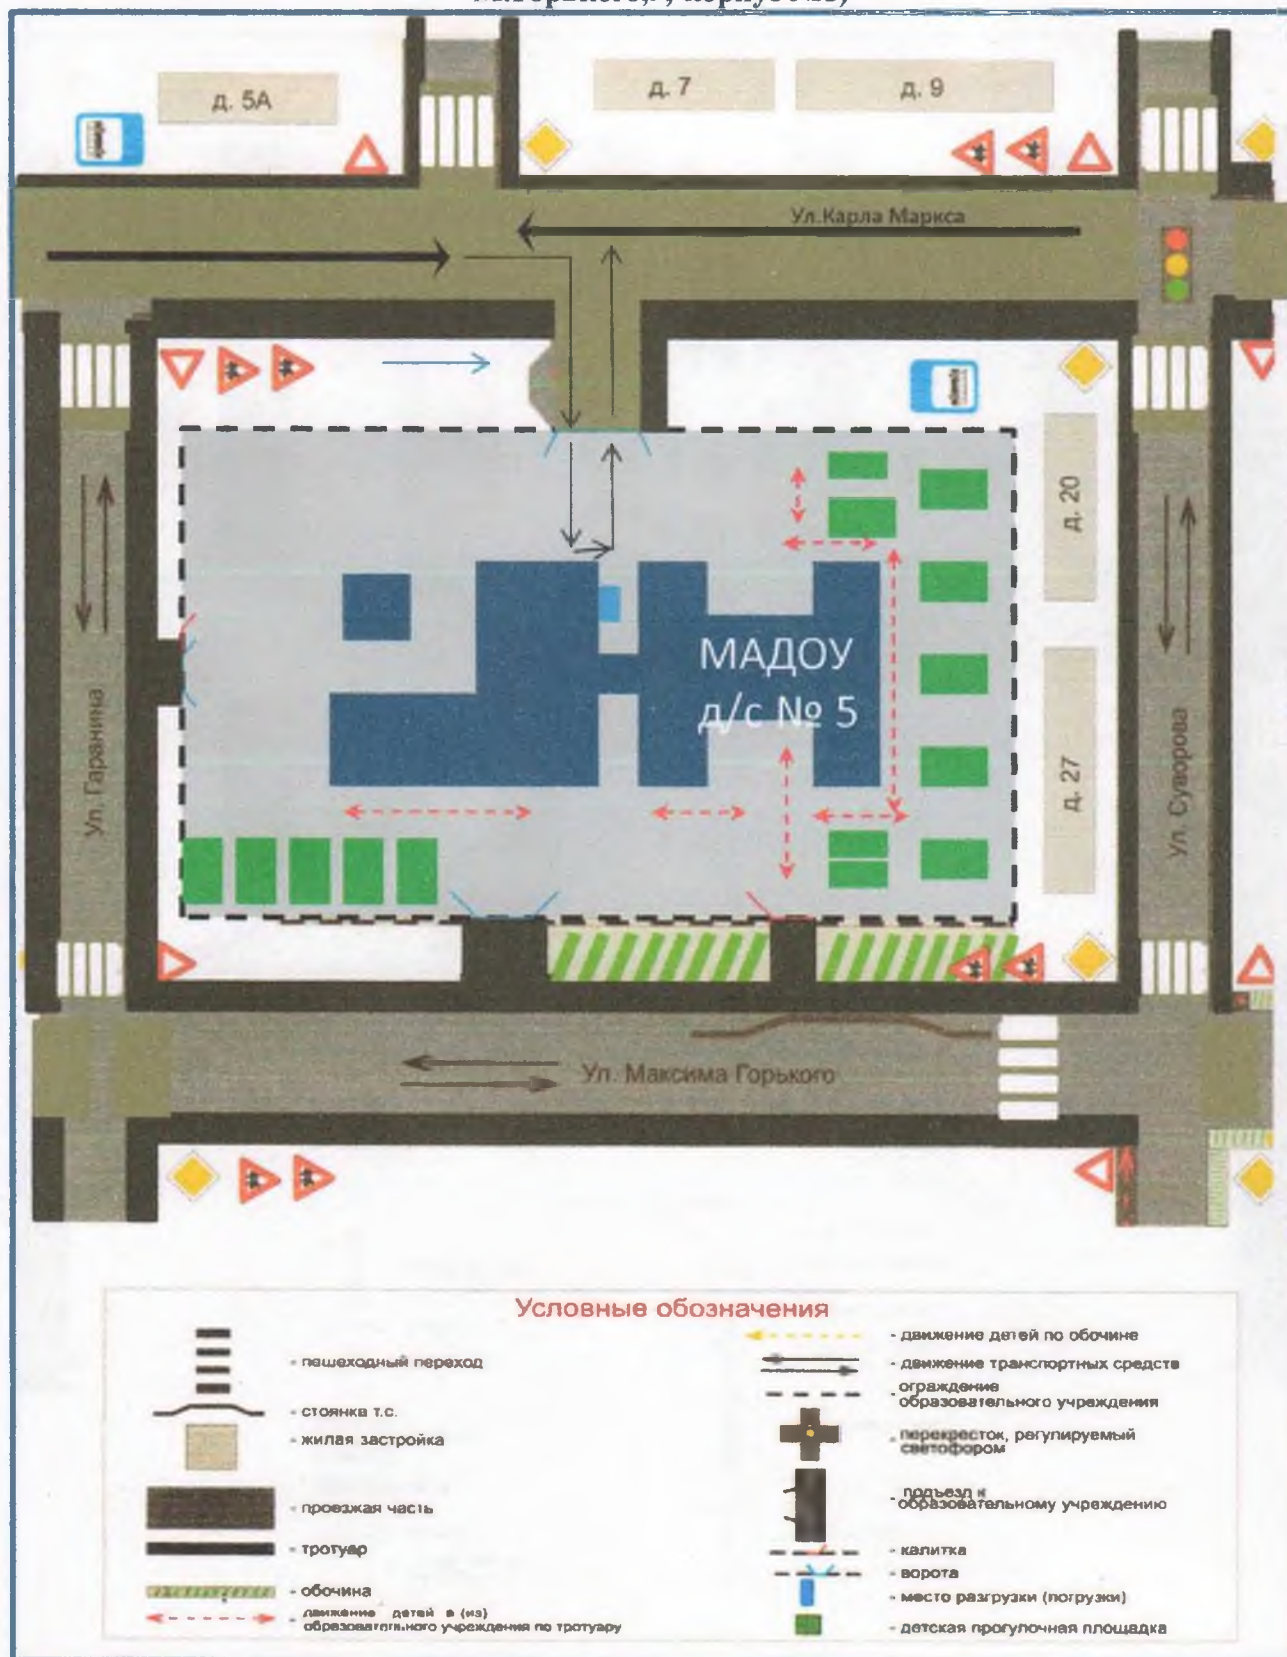 д. 5А
д. 7
д. 9
Ул.Карла Маркса
д. 20
МАДОУ
д/с № 5
Ул. Гаранина
д. 27
Ул. Суворова
Ул. Максима Горького
Условные обозначения
- пешеходный переход
- стоянка т.с.
- жилая застройка
- проезжая часть
- тротуар
- обочина
- движение детей в (из)
образовательного учреждения по тротуару
- движение детей по обочине
- движение транспортных средств
- ограждение
образовательного учреждения
- перекресток, регулируемый
светофором
- подъезд к
образовательному учреждению
- калитка
- ворота
- место разгрузки (погрузки)
- детская прогулочная площадка